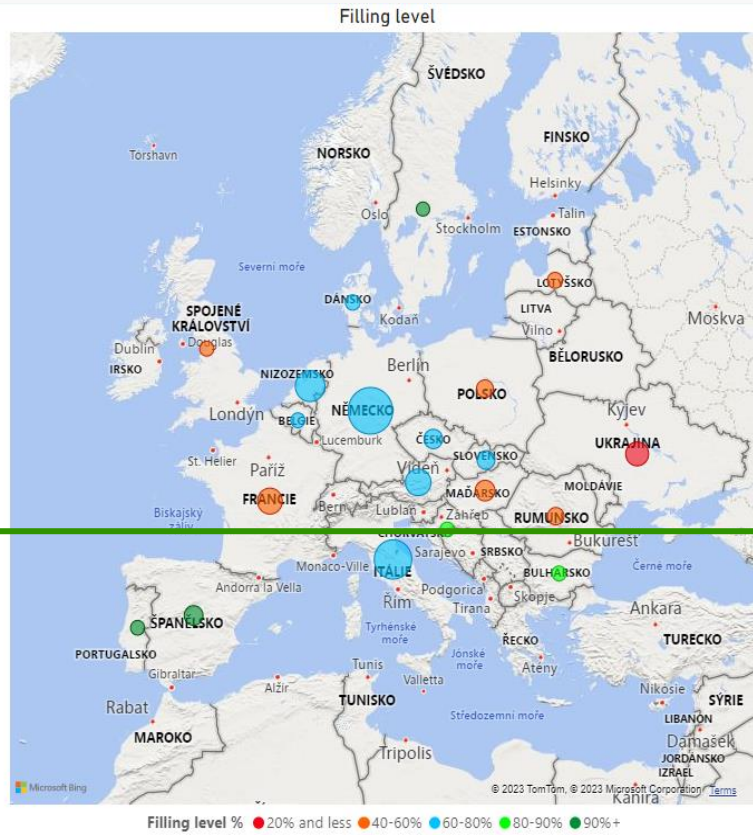 Filling level
ŠVÉDSKO
FINSKO
Torshavn
NORSKO
Helsinky
Oslo
Talin
Stockholm
ESTONSKO
Severní moře
LOTYŠSKO
DÁNSKO
LITVA
SPOJENÉ
KRÁLOVSTVÍ
Kodaň
Moskva
Vilno
Douglas
Dublin
BĚLORUSKO
IRSKO
Berlín
NIZOZEMSKO
POLSKO
Londýn
NĚMECKO
Kyjev
BELGIE
ČESKO
UKRAJINA
Lucemburk
St. Helier
SLOVENSKO
Paříž
Vídeň
MOLDÁVIE
FRANCIE
MAĎARSKO
Bern
Lublaň
Biskajský
záliv
Záhřeb
RUMUNSKO
CHORVATSKO
Bukurešť
Sarajevo
SRBSKO
Monaco-Ville
ITÁLIE
BULHARSKO
Černé moře
Andorra la Vella
Podgorica
Skopje
Řím
Tirana
Ankara
ŠPANĚLSKO
Tyrhénské
moře
ŘECKO
TURECKO
PORTUGALSKO
Jónské
moře
Atény
Gibraltar
Tunis
Valletta
Nikósie
Alžír
Rabat
TUNISKO
SÝRIE
Středozemní moře
LIBANON
MAROKO
Damašek
Tripolis
JORDÁNSKO
IZRAEL
Microsoft Bing
© 2023 TomTom, © 2023 Microsoft Corporation Terms
Káhira
Filling level % 20% and less 40-60% 60-80% 80-90% 90%+